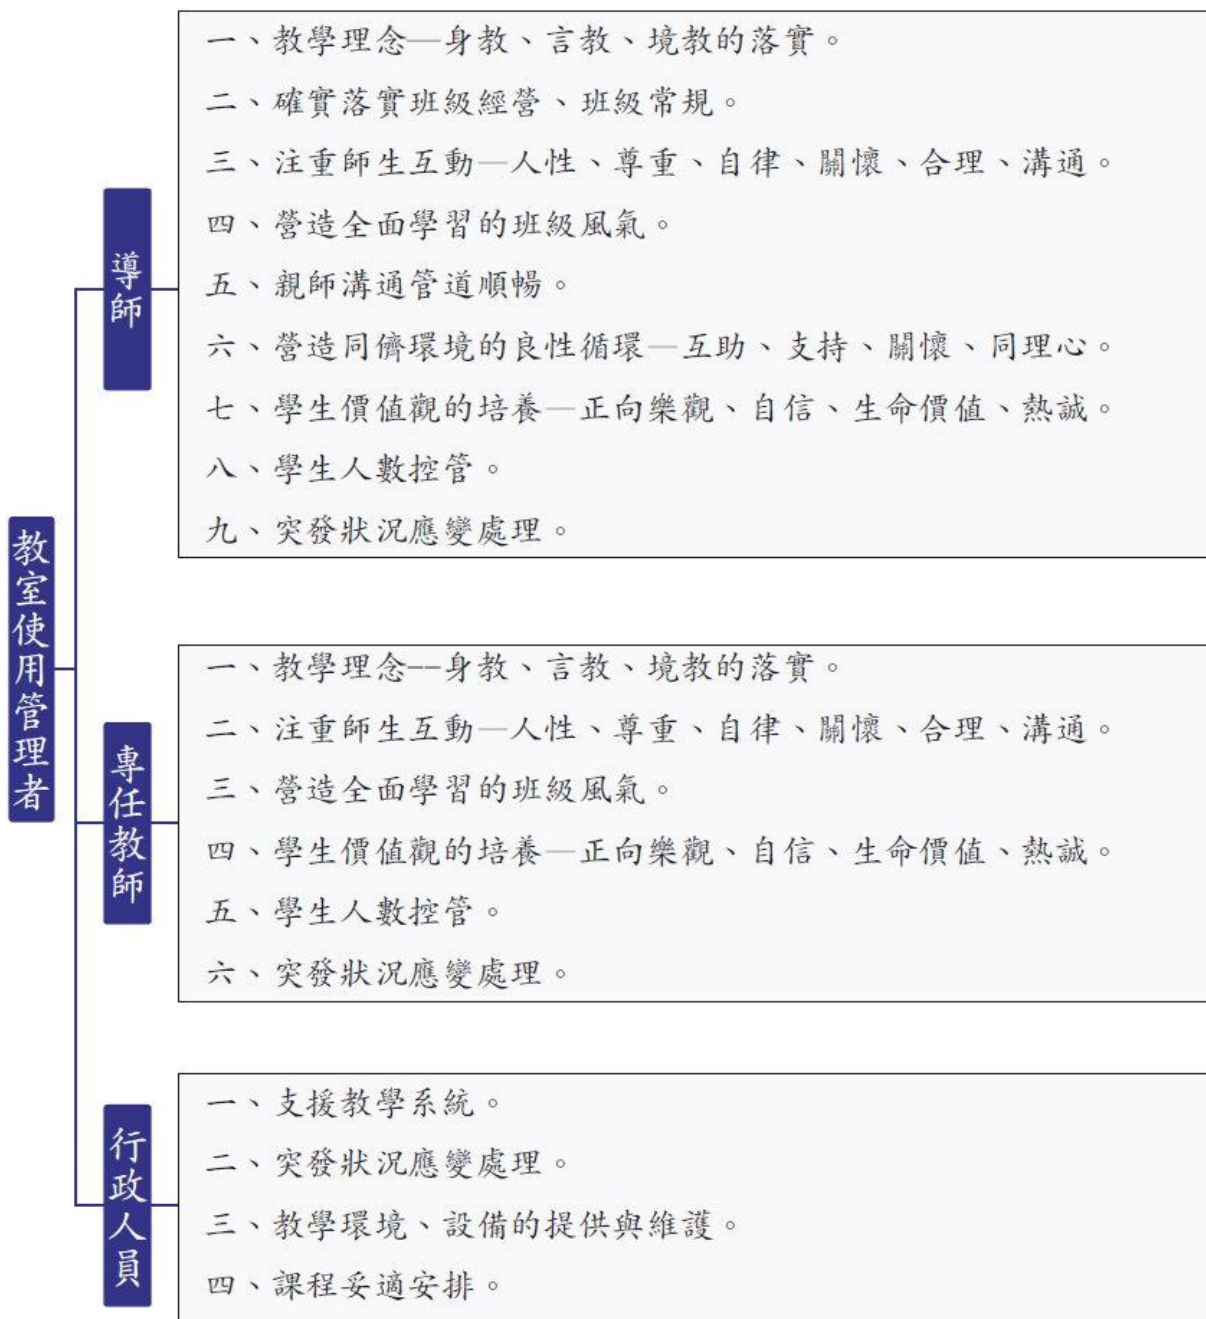 教室使用管理者
導師
一、教學理念—身教、言教、境教的落實。
二、確實落實班級經營、班級常規。
三、注重師生互動—人性、尊重、自律、關懷、合理、溝通。
四、營造全面學習的班級風氣。
五、親師溝通管道順暢。
六、營造同儕環境的良性循環—互助、支持、關懷、同理心。
七、學生價值觀的培養—正向樂觀、自信、生命價值、熱誠。
八、學生人數控管。
九、突發狀況應變處理。
專任教師
一、教學理念--身教、言教、境教的落實。
二、注重師生互動—人性、尊重、自律、關懷、合理、溝通。
三、營造全面學習的班級風氣。
四、學生價值觀的培養—正向樂觀、自信、生命價值、熱誠。
五、學生人數控管。
六、突發狀況應變處理。
行政人員
一、支援教學系統。
二、突發狀況應變處理。
三、教學環境、設備的提供與維護。
四、課程妥適安排。